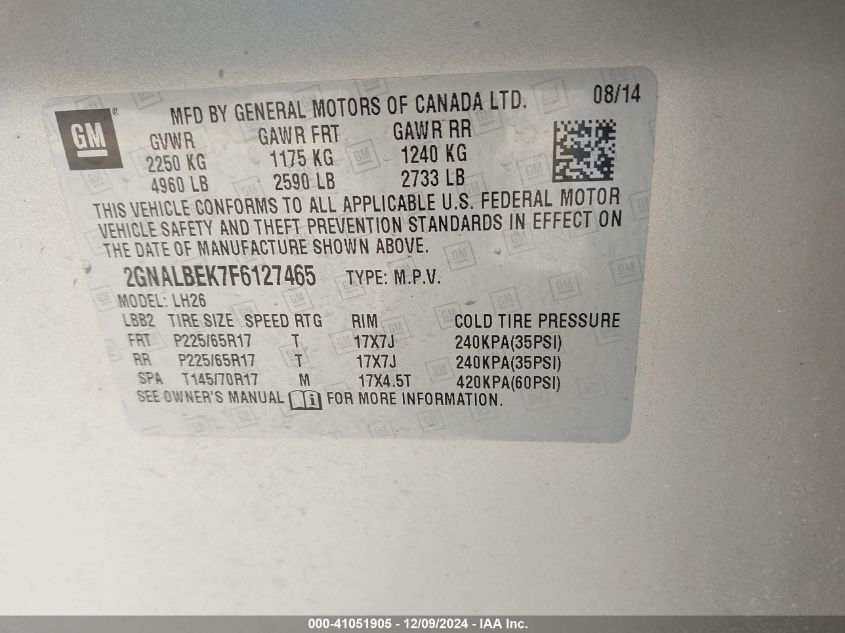 GM®
MFD BY GENERAL MOTORS OF CANADA LTD. 08/14
GVWR GAWR FRT GAWR RR
2250 KG 1175 KG 1240 KG
4960 LB 2590 LB 2733 LB
THIS VEHICLE CONFORMS TO ALL APPLICABLE U.S. FEDERAL MOTOR
VEHICLE SAFETY AND THEFT PREVENTION STANDARDS IN EFFECT ON
THE DATE OF MANUFACTURE SHOWN ABOVE.
2GNALBEK7F6127465 TYPE: M.P.V.
MODEL: LH26
LBB2 TIRE SIZE SPEED RTG RIM COLD TIRE PRESSURE
FRT P225/65R17 T 17X7J 240KPA(35PSI)
RR P225/65R17 T 17X7J 240KPA(35PSI)
SPA T145/70R17 M 17X4.5T 420KPA(60PSI)
SEE OWNER'S MANUAL i FOR MORE INFORMATION.
000-41051905 - 12/09/2024 - IAA Inc.